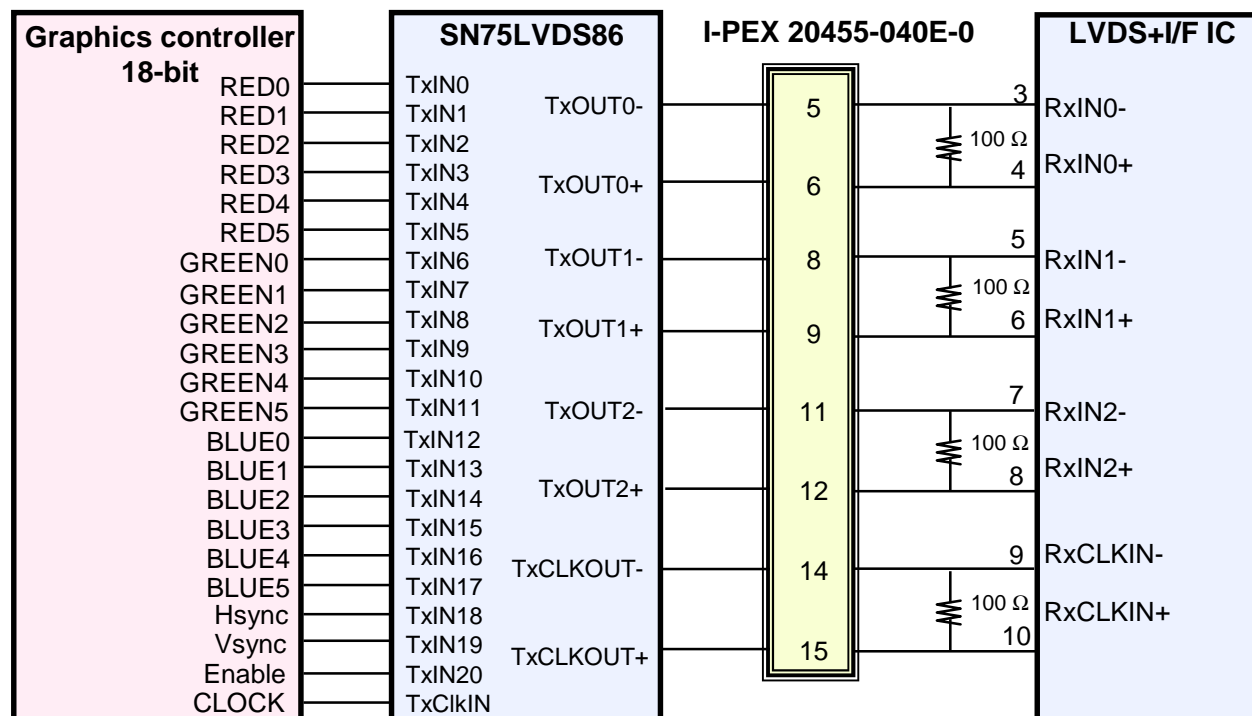 Graphics controller
18-bit
RED0
RED1
RED2
RED3
RED4
RED5
GREEN0
GREEN1
GREEN2
GREEN3
GREEN4
GREEN5
BLUE0
BLUE1
BLUE2
BLUE3
BLUE4
BLUE5
Hsync
Vsync
Enable
CLOCK
SN75LVDS86
TxIN0
TxIN1
TxIN2
TxIN3
TxIN4
TxIN5
TxIN6
TxIN7
TxIN8
TxIN9
TxIN10
TxIN11
TxIN12
TxIN13
TxIN14
TxIN15
TxIN16
TxIN17
TxIN18
TxIN19
TxIN20
TxClkIN
TxOUT0-
TxOUT0+
TxOUT1-
TxOUT1+
TxOUT2-
TxOUT2+
TxCLKOUT-
TxCLKOUT+
I-PEX 20455-040E-0
5
6
8
9
11
12
14
15
3
100 Ω
4
5
100 Ω
6
7
100 Ω
8
9
100 Ω
10
LVDS+I/F IC
RxIN0-
RxIN0+
RxIN1-
RxIN1+
RxIN2-
RxIN2+
RxCLKIN-
RxCLKIN+